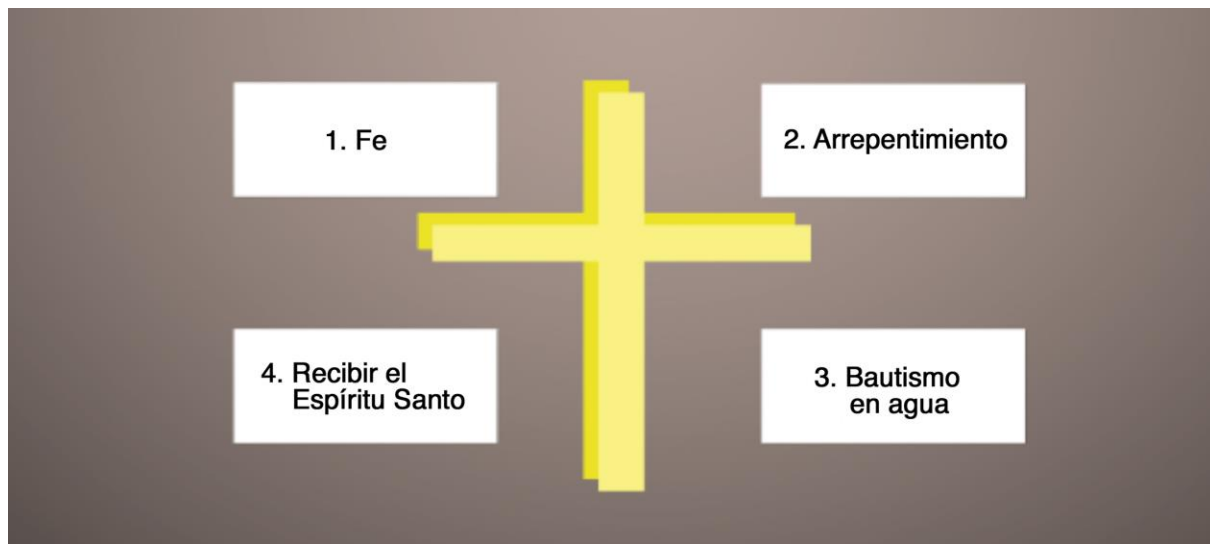 1. Fe
2. Arrepentimiento
3. Bautismo
en agua
4. Recibir el
Espíritu Santo